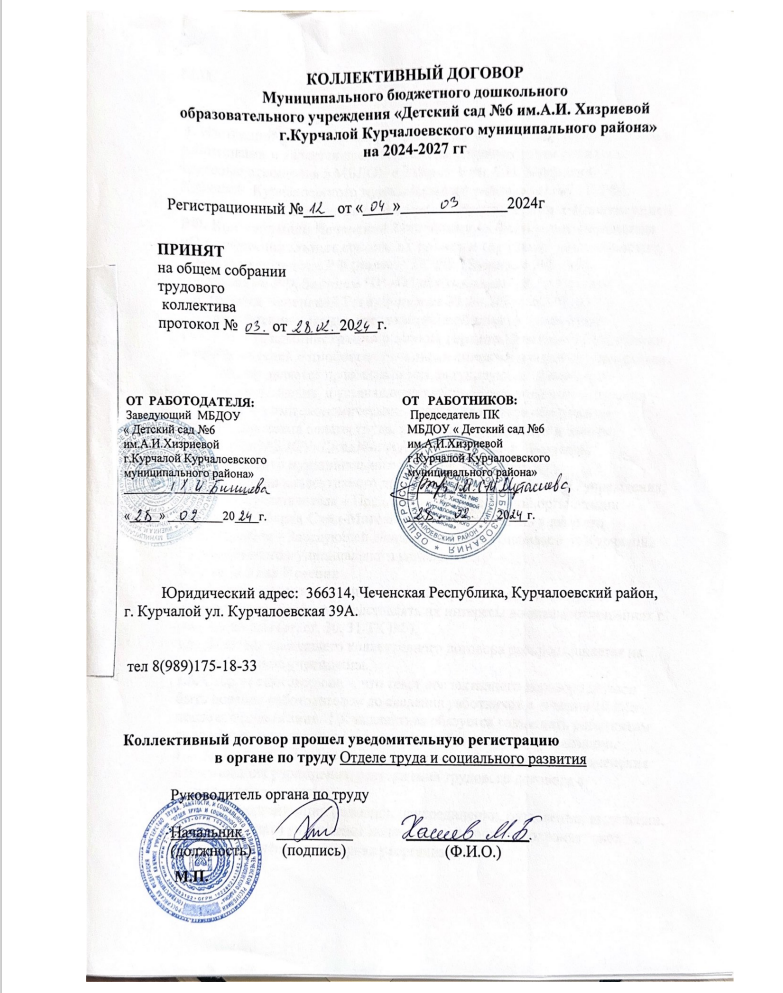 КОЛЛЕКТИВНЫЙ ДОГОВОР
Муниципального бюджетного дошкольного
образовательного учреждения «Детский сад №6 им.А.И. Хизриевой
г.Курчалой Курчалоевского муниципального района»
на 2024-2027 гг
Регистрационный № 12 от « 04 » 03 2024г
ПРИНЯТ
на общем собрании
трудового
коллектива
протокол № 03. от 28.02. 2024 г.
ОТ РАБОТОДАТЕЛЯ:
Заведующий МБДОУ
« Детский сад №6
им.А.И.Хизриевой
г.Курчалой Курчалоевского
муниципального района»
« 28 » 02 20 24 г.
ОТ РАБОТНИКОВ:
Председатель ПК
МБДОУ « Детский сад №6
им.А.И.Хизриевой
г.Курчалой Курчалоевского
муниципального района»
28 02 2024 г.
Юридический адрес: 366314, Чеченская Республика, Курчалоевский район,
г. Курчалой ул. Курчалоевская 39А.
тел 8(989)175-18-33
Коллективный договор прошел уведомительную регистрацию
в органе по труду Отделе труда и социального развития
Руководитель органа по труду
Начальник
(должность) (подпись) (Ф.И.О.)
М.П.